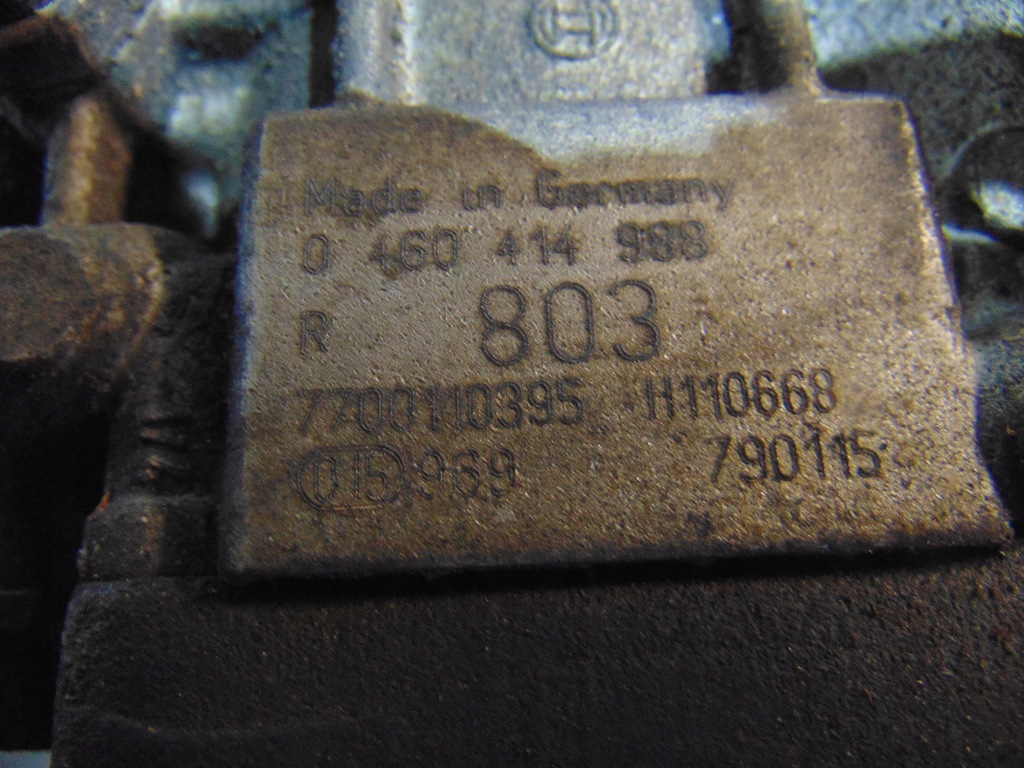 Made in Germany
0 460 414 988
R 803
7700110395 H110668
015 969 790115